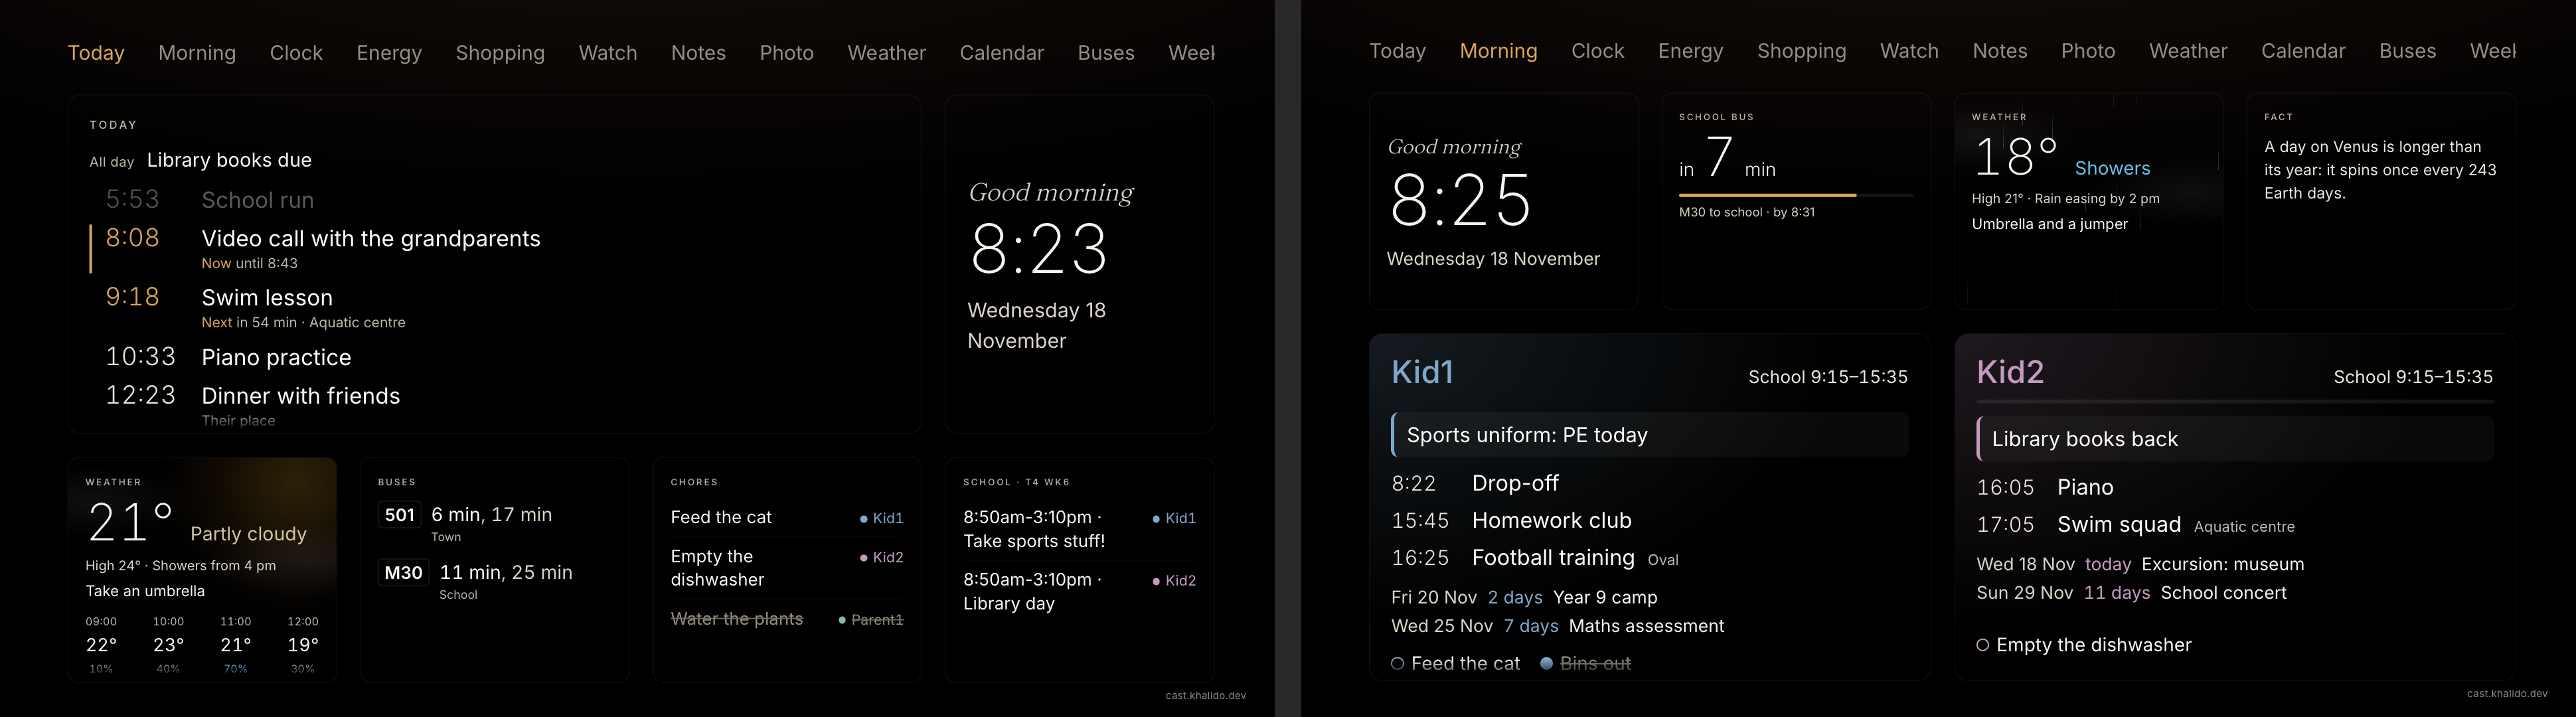 Today Morning Clock Energy Shopping Watch Notes Photo Weather Calendar Buses Week
TODAY
All day Library books due
5:53 School run
8:08 Video call with the grandparents
Now until 8:43
9:18 Swim lesson
Next in 54 min · Aquatic centre
10:33 Piano practice
12:23 Dinner with friends
Their place
Good morning
8:23
Wednesday 18
November
WEATHER
21° Partly cloudy
High 24° · Showers from 4 pm
Take an umbrella
09:00 10:00 11:00 12:00
22° 23° 21° 19°
10% 40% 70% 30%
BUSES
501 6 min, 17 min
Town
M30 11 min, 25 min
School
CHORES
Feed the cat Kid1
Empty the Kid2
dishwasher
Water the plants Parent1
SCHOOL · T4 WK6
8:50am-3:10pm · Kid1
Take sports stuff!
8:50am-3:10pm · Kid2
Library day
cast.khalido.dev
Today Morning Clock Energy Shopping Watch Notes Photo Weather Calendar Buses Week
Good morning
8:25
Wednesday 18 November
SCHOOL BUS
in 7 min
M30 to school · by 8:31
WEATHER
18° Showers
High 21° · Rain easing by 2 pm
Umbrella and a jumper
FACT
A day on Venus is longer than
its year: it spins once every 243
Earth days.
Kid1 School 9:15–15:35
Sports uniform: PE today
8:22 Drop-off
15:45 Homework club
16:25 Football training Oval
Fri 20 Nov 2 days Year 9 camp
Wed 25 Nov 7 days Maths assessment
Feed the cat Bins out
Kid2 School 9:15–15:35
Library books back
16:05 Piano
17:05 Swim squad Aquatic centre
Wed 18 Nov today Excursion: museum
Sun 29 Nov 11 days School concert
Empty the dishwasher
cast.khalido.dev